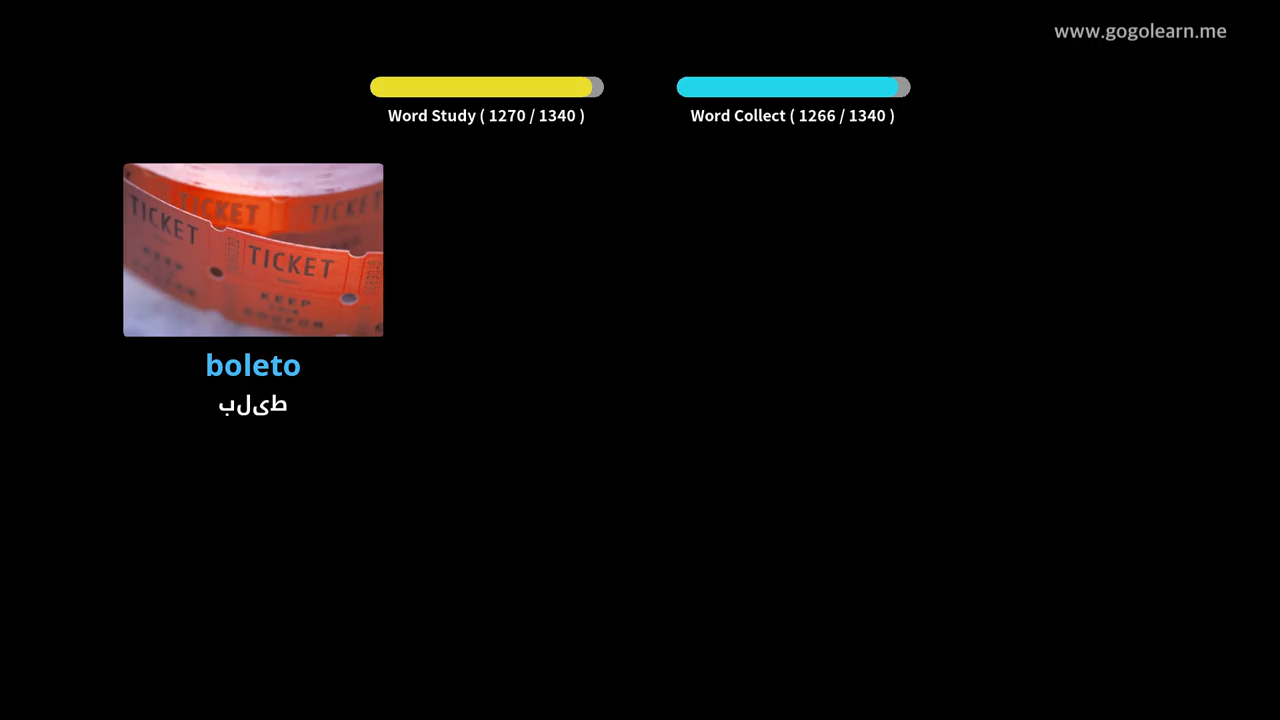 www.gogolearn.me
Word Study ( 1270 / 1340 )
Word Collect ( 1266 / 1340 )
TICKET
TICKET
TICKET
TICKET
KEEP
boleto
بلیط